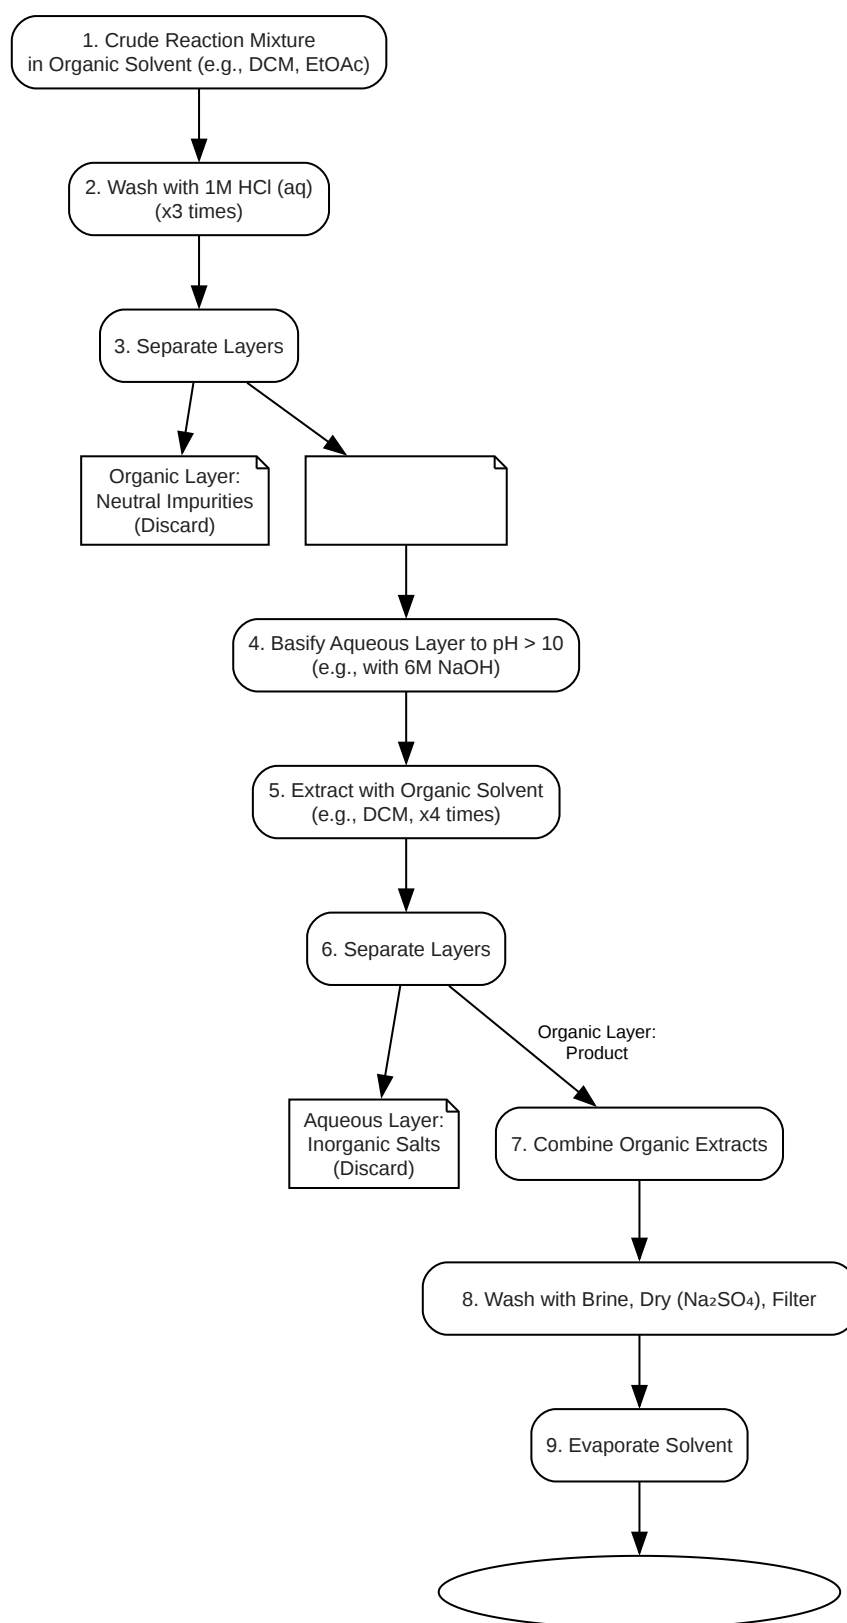 1. Crude Reaction Mixture
in Organic Solvent (e.g., DCM, EtOAc)
2. Wash with 1M HCl (aq)
(x3 times)
3. Separate Layers
Organic Layer:
Neutral Impurities
(Discard)
4. Basify Aqueous Layer to pH > 10
(e.g., with 6M NaOH)
5. Extract with Organic Solvent
(e.g., DCM, x4 times)
6. Separate Layers
Organic Layer:
Product
Aqueous Layer:
Inorganic Salts
(Discard)
7. Combine Organic Extracts
8. Wash with Brine, Dry (Na₂SO₄), Filter
9. Evaporate Solvent